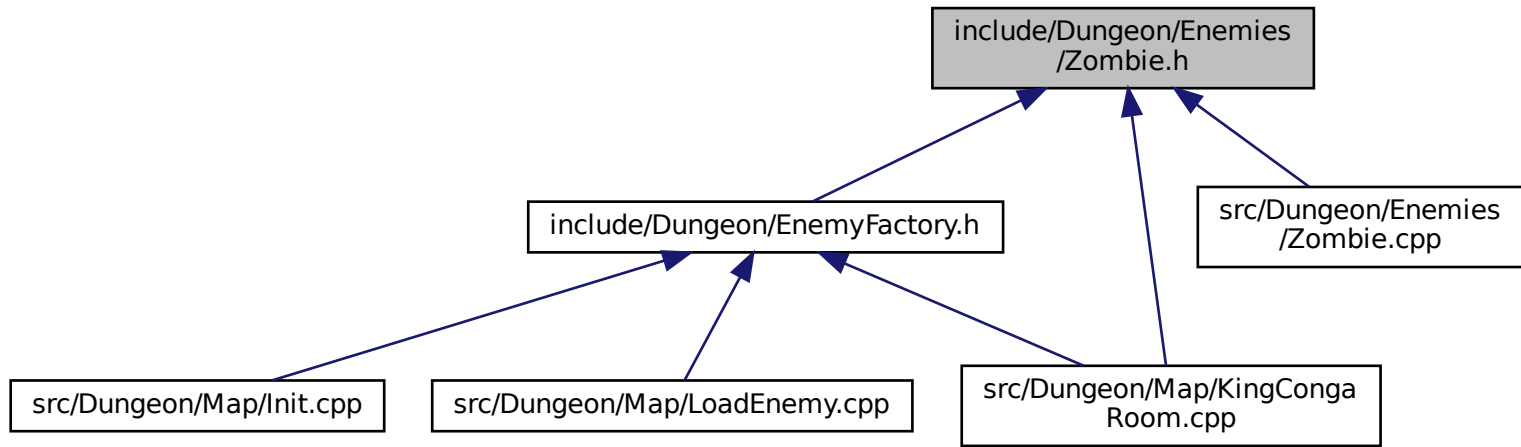 include/Dungeon/Enemies
/Zombie.h
include/Dungeon/EnemyFactory.h
src/Dungeon/Enemies
/Zombie.cpp
src/Dungeon/Map/Init.cpp
src/Dungeon/Map/LoadEnemy.cpp
src/Dungeon/Map/KingConga
Room.cpp